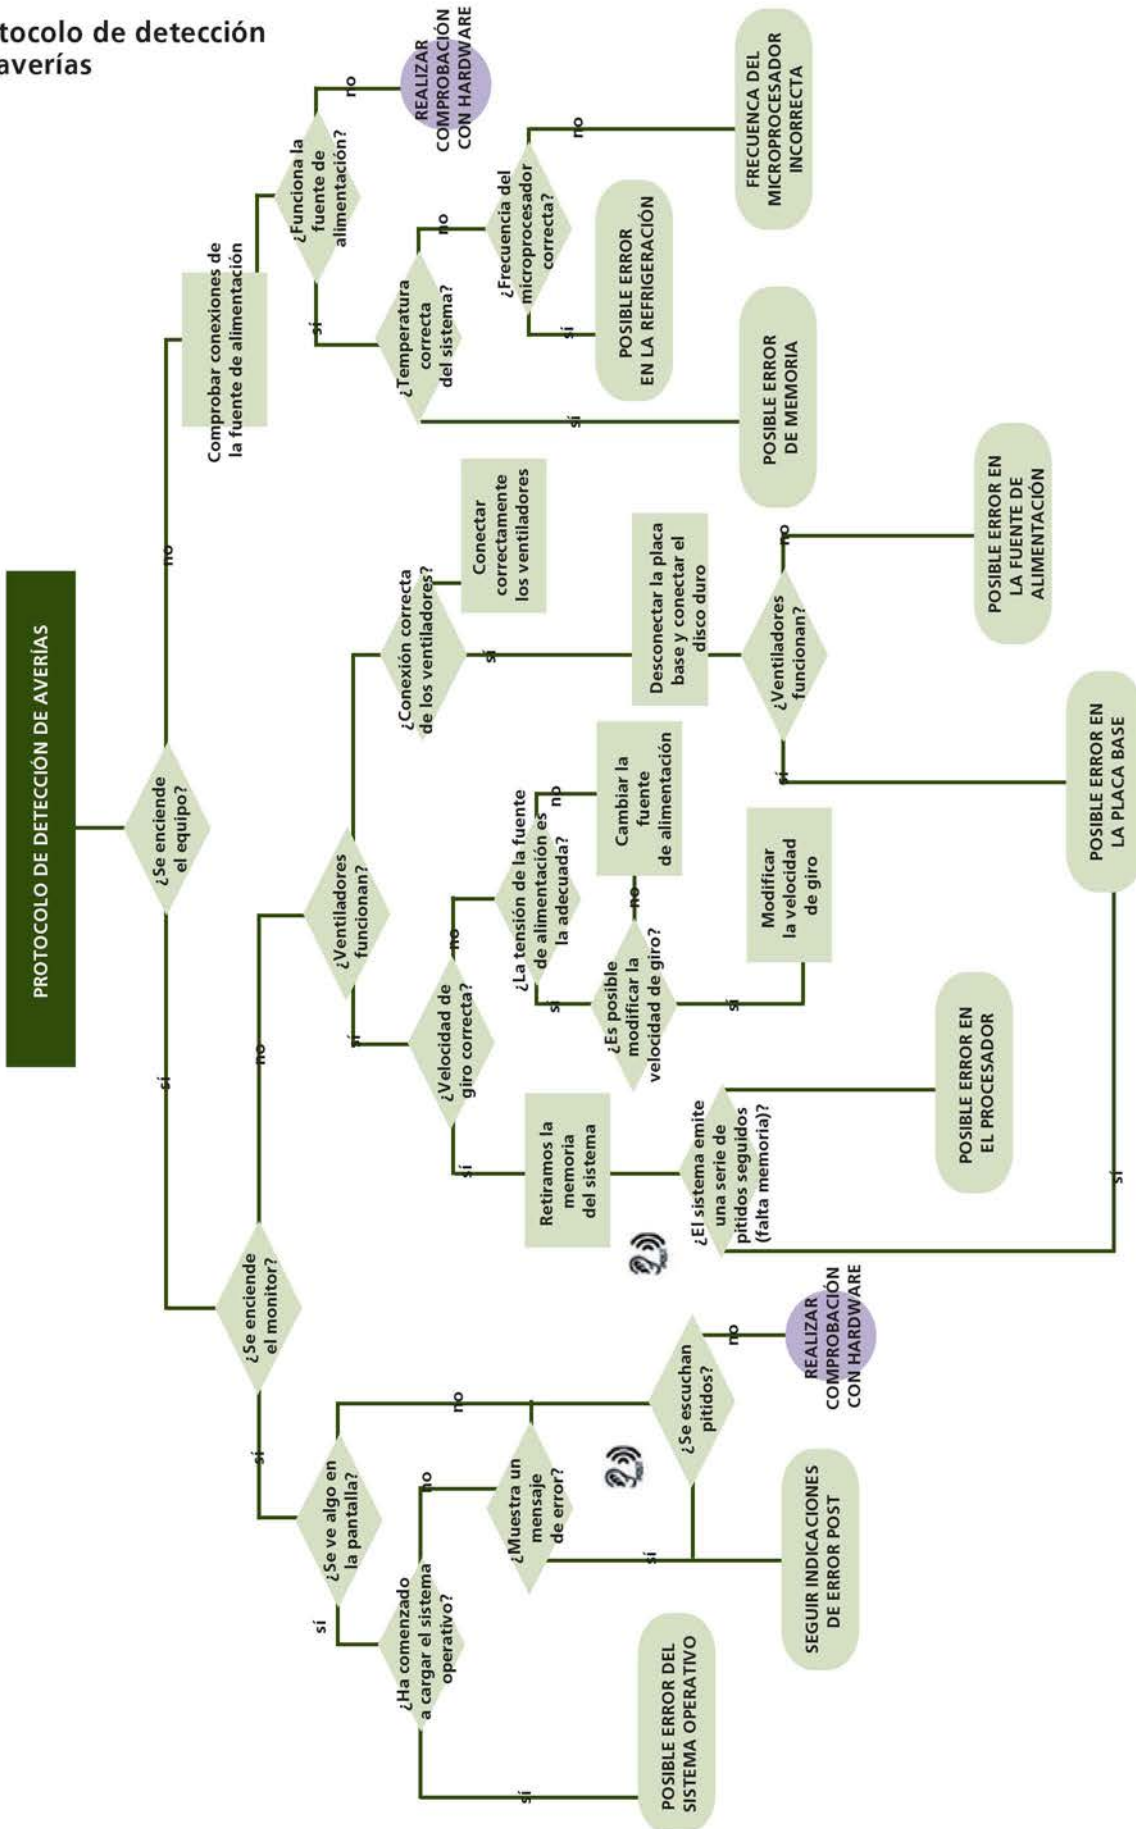 tocolo de detección
averías
PROTOCOLO DE DETECCIÓN DE AVERÍAS
¿Se enciende
el equipo?
sí
no
¿Se enciende
el monitor?
sí
no
¿Se ve algo en
la pantalla?
sí
no
¿Ha comenzado
a cargar el sistema
operativo?
sí
no
POSIBLE ERROR DEL
SISTEMA OPERATIVO
¿Muestra un
mensaje
de error?
sí
¿Se escuchan
pitidos?
no
SEGUIR INDICACIONES
DE ERROR POST
REALIZAR
COMPROBACIÓN
CON HARDWARE
¿Ventiladores
funcionan?
sí
¿Velocidad de
giro correcta?
sí
no
Retiramos la
memoria
del sistema
¿El sistema emite
una serie de
pitidos seguidos
(falta memoria)?
sí
POSIBLE ERROR EN
EL PROCESADOR
¿La tensión de la fuente
de alimentación es
la adecuada?
sí
no
¿Es posible
modificar la
velocidad de giro?
sí
no
Cambiar la
fuente
de alimentación
Modificar
la velocidad
de giro
¿Conexión correcta
de los ventiladores?
sí
Conectar
correctamente
los ventiladores
Desconectar la placa
base y conectar el
disco duro
¿Ventiladores
funcionan?
sí
no
POSIBLE ERROR EN
LA PLACA BASE
POSIBLE ERROR EN
LA FUENTE DE
ALIMENTACIÓN
Comprobar conexiones de
la fuente de alimentación
¿Funciona la
fuente de
alimentación?
sí
no
REALIZAR
COMPROBACIÓN
CON HARDWARE
¿Temperatura
correcta
del sistema?
sí
no
POSIBLE ERROR
DE MEMORIA
¿Frecuencia del
microprocesador
correcta?
sí
no
POSIBLE ERROR
EN LA REFRIGERACIÓN
FRECUENCA DEL
MICROPROCESADOR
INCORRECTA